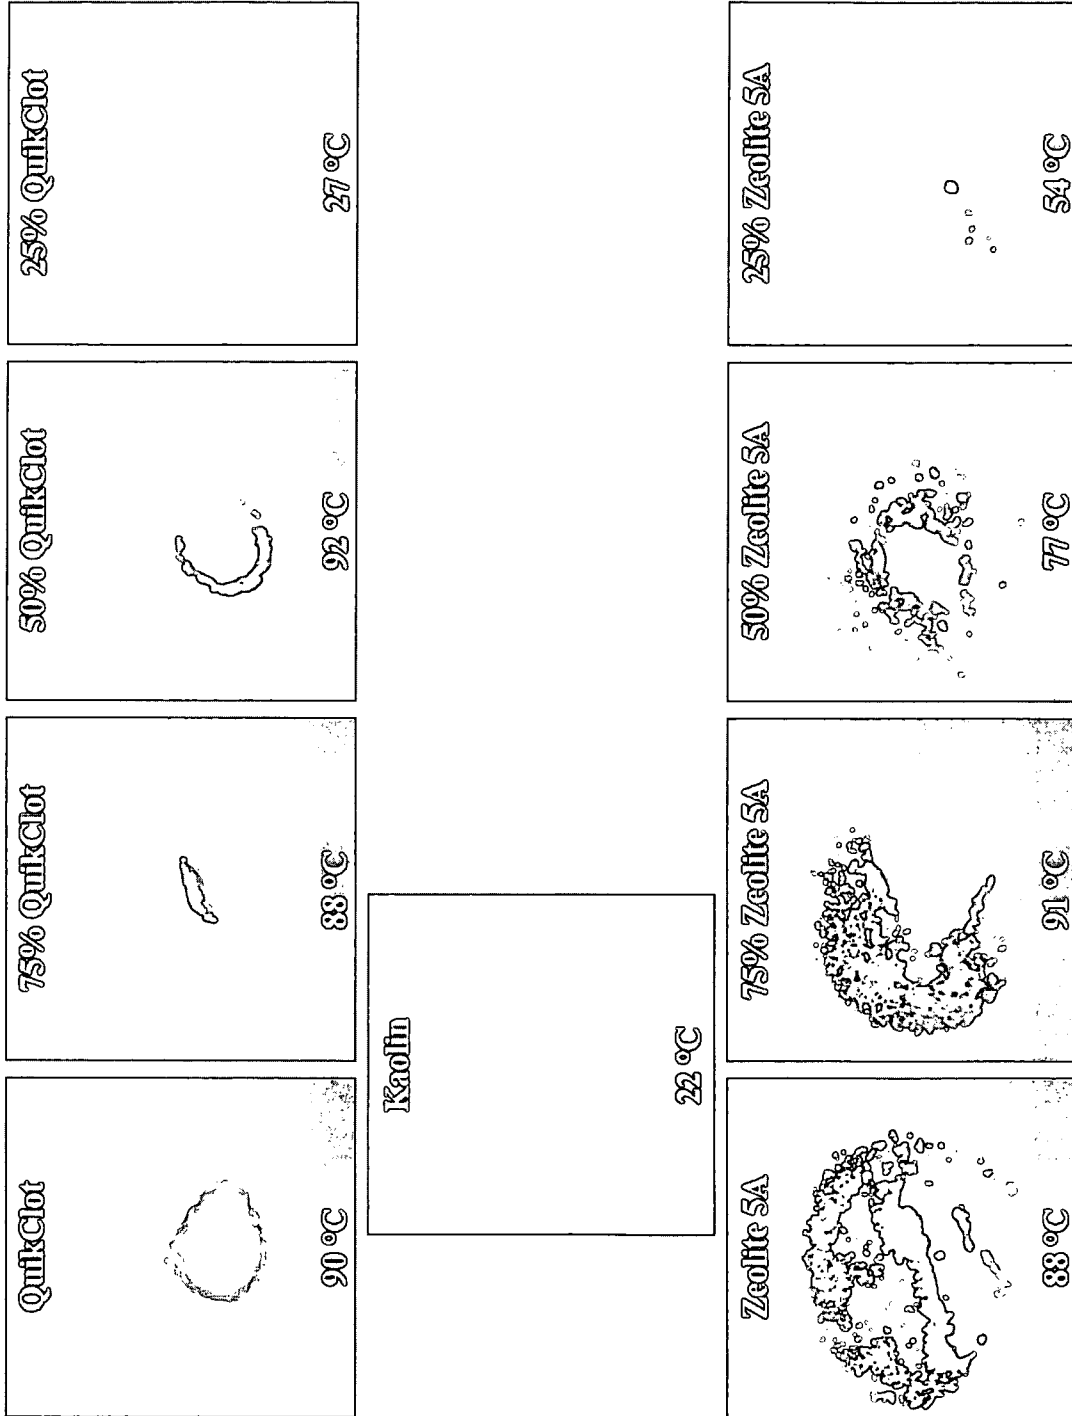 QuikClot
90 °C
75% QuikClot
88 °C
50% QuikClot
92 °C
25% QuikClot
27 °C
Kaolin
22 °C
Zeolite 5A
88 °C
75% Zeolite 5A
91 °C
50% Zeolite 5A
77 °C
25% Zeolite 5A
54 °C